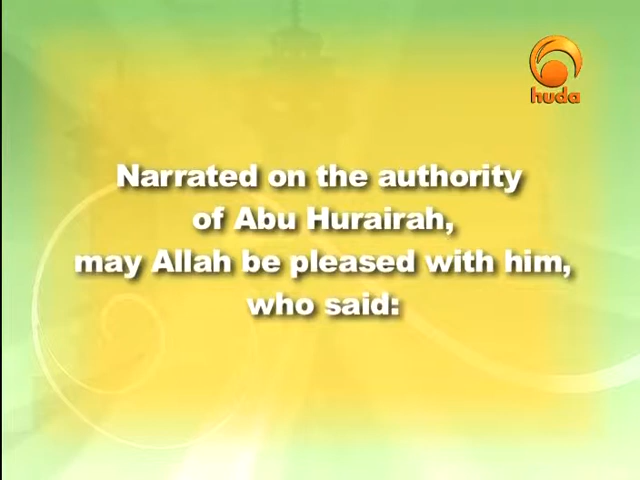 huda
Narrated on the authority
of Abu Hurairah,
may Allah be pleased with him,
who said: